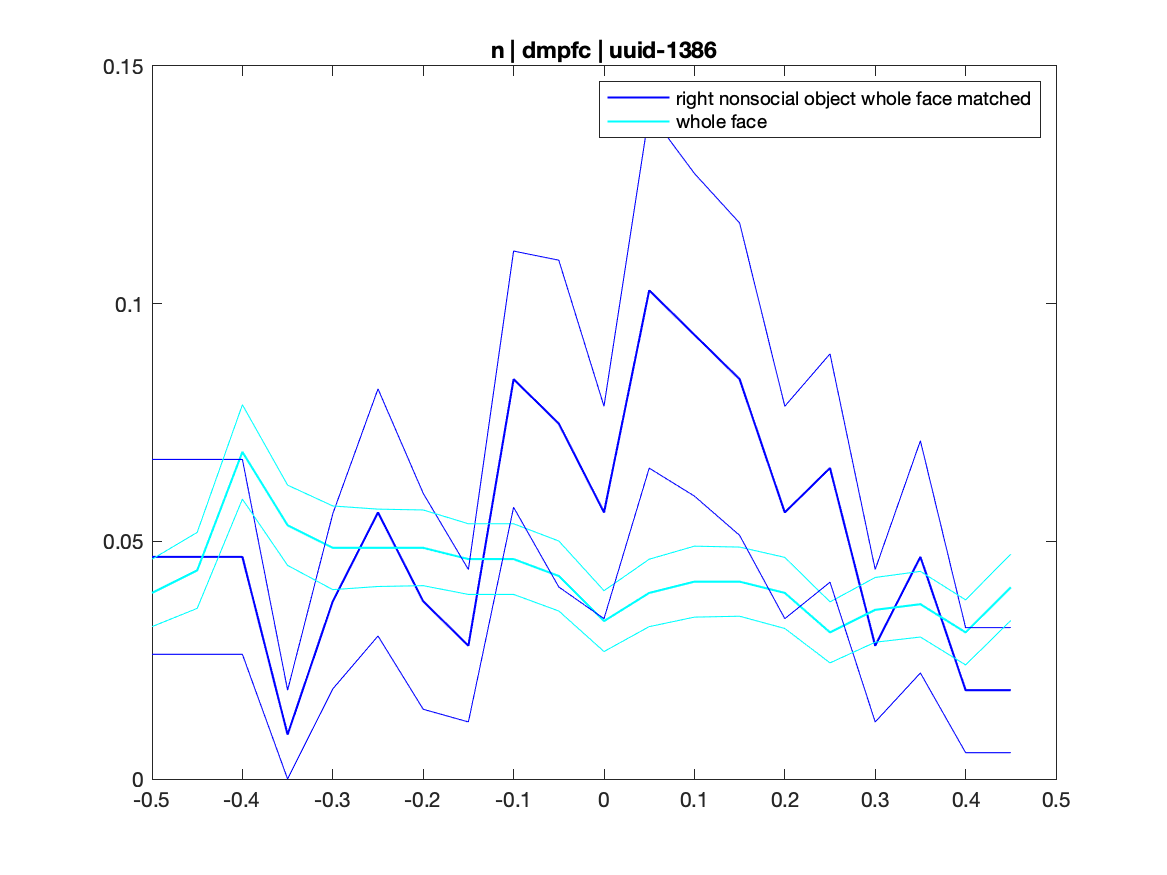 n | dmpfc | uuid-1386
right nonsocial object whole face matched
whole face
0.15
0.1
0.05
0
-0.5 -0.4 -0.3 -0.2 -0.1 0 0.1 0.2 0.3 0.4 0.5